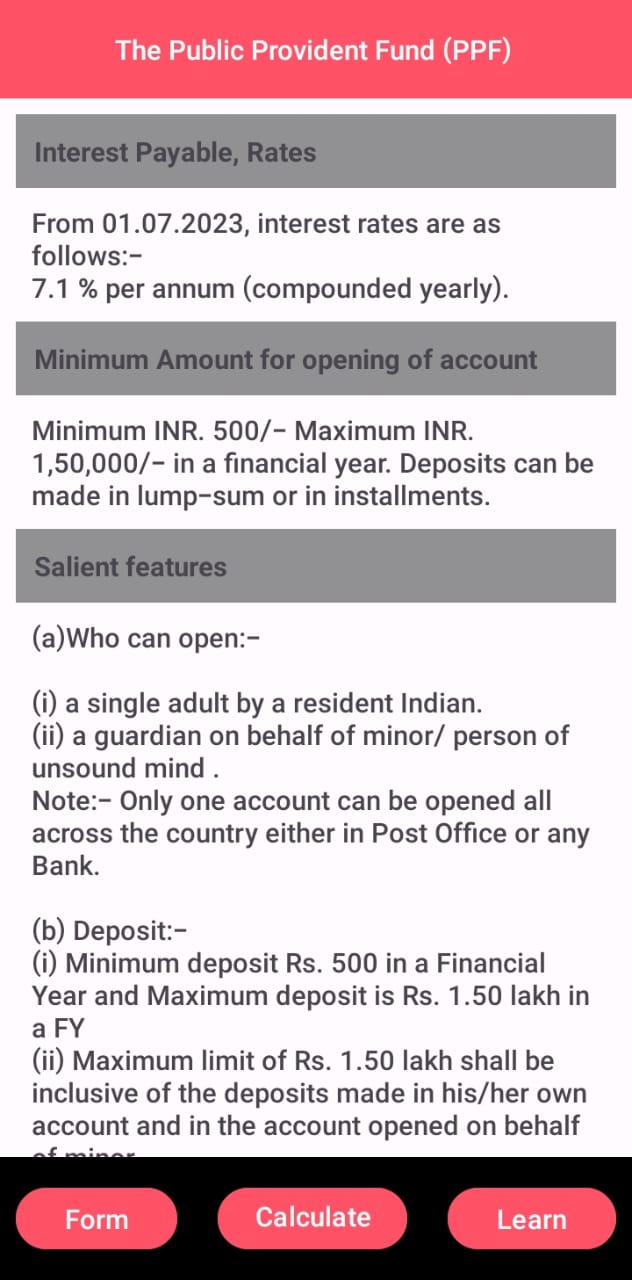 The Public Provident Fund (PPF)
Interest Payable, Rates
From 01.07.2023, interest rates are as
follows:-
7.1 % per annum (compounded yearly).
Minimum Amount for opening of account
Minimum INR. 500/- Maximum INR.
1,50,000/- in a financial year. Deposits can be
made in lump-sum or in installments.
Salient features
(a)Who can open:-
(i) a single adult by a resident Indian.
(ii) a guardian on behalf of minor/ person of
unsound mind .
Note:- Only one account can be opened all
across the country either in Post Office or any
Bank.
(b) Deposit:-
(i) Minimum deposit Rs. 500 in a Financial
Year and Maximum deposit is Rs. 1.50 lakh in
a FY
(ii) Maximum limit of Rs. 1.50 lakh shall be
inclusive of the deposits made in his/her own
account and in the account opened on behalf
of minor
Form
Calculate
Learn